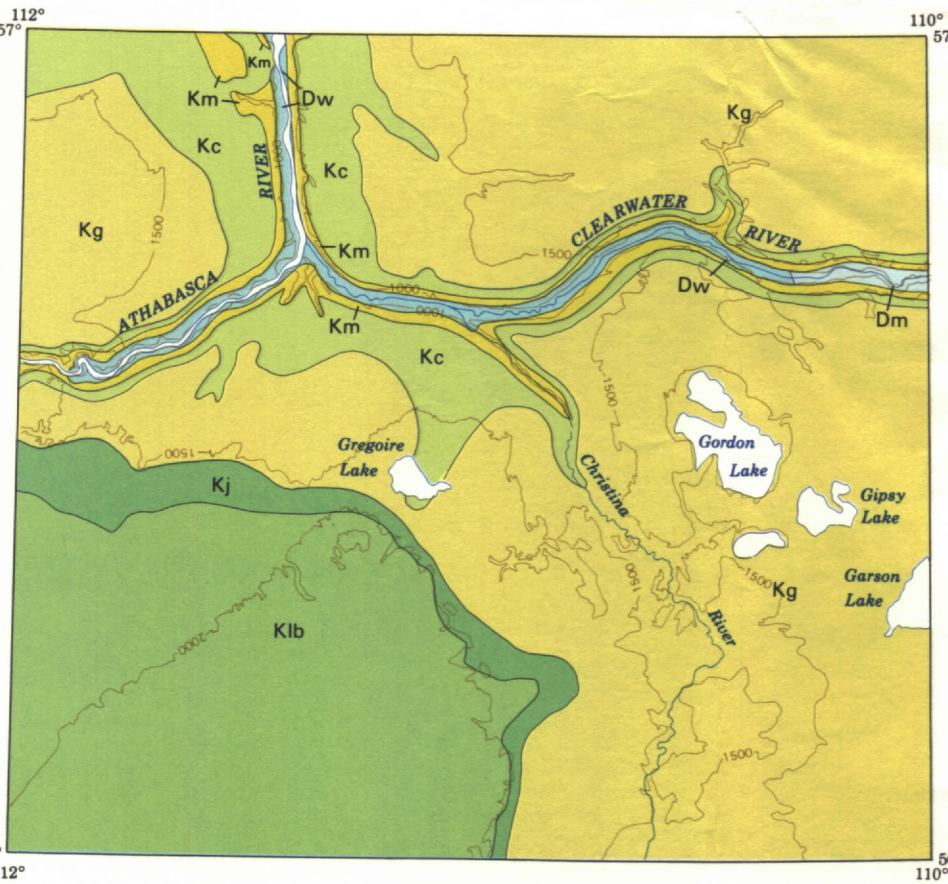 112°
110°
57°
57
Km
Km
Dw
Kg
Kc
RIVER
1000
Kc
Kg
1500
CLEARWATER
RIVER
1500
Km
ATHABASCA
Dw
1000
1000
Km
Dm
Kc
1500
Gregoire
Lake
Gordon
Lake
1500
Kj
Christina
Gipsy
Lake
1500
1500
Kg
Garson
Lake
Klb
2000
River
1500
12°
110°
5